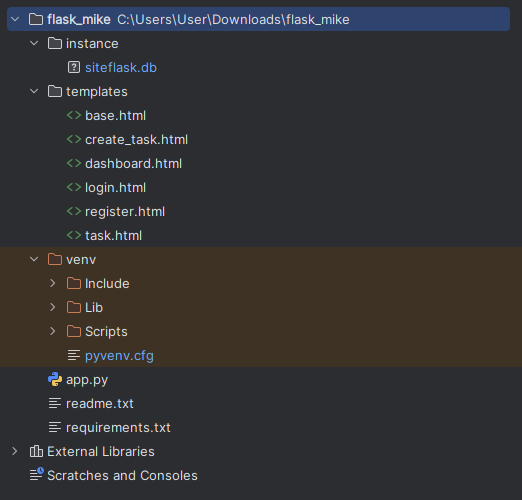 flask_mike C:\Users\User\Downloads\flask_mike
instance
siteflask.db
templates
base.html
create_task.html
dashboard.html
login.html
register.html
task.html
venv
Include
Lib
Scripts
pyvenv.cfg
app.py
readme.txt
requirements.txt
External Libraries
Scratches and Consoles